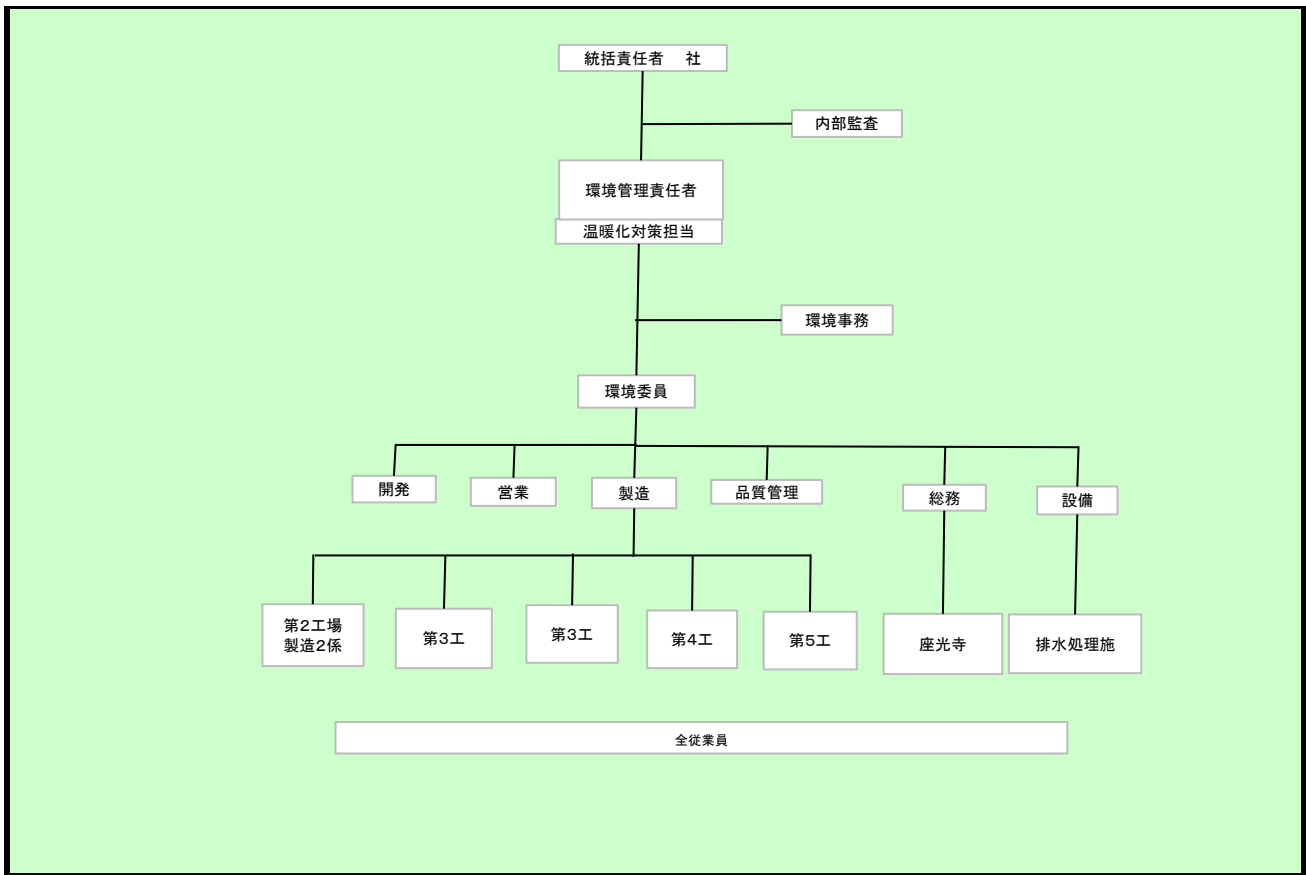 統括責任者 社
内部監査
環境管理責任者
温暖化対策担当
環境事務
環境委員
開発
営業
製造
品質管理
総務
設備
第2工場
製造2係
第3工
第3工
第4工
第5工
座光寺
排水処理施
全従業員